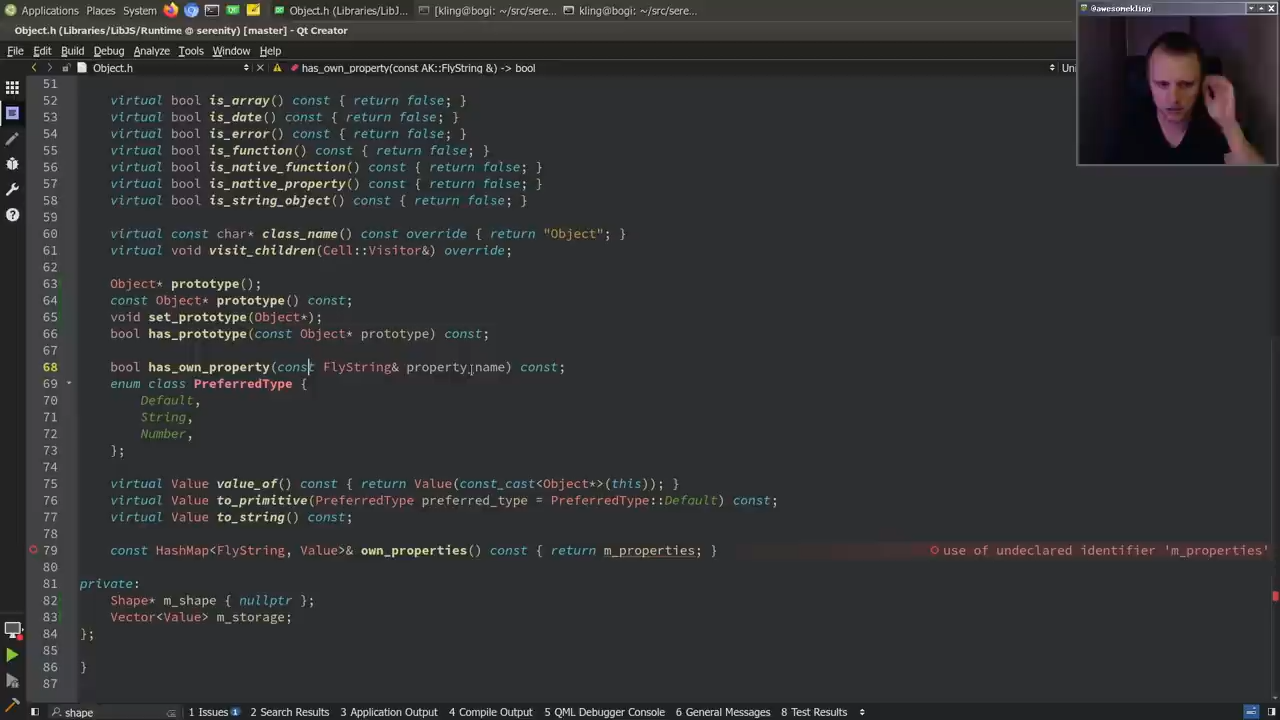 Applications Places System Object.h (Libraries/LibJ... [kling@bogi: ~/src/sere... kling@bogi: ~/src/sere...
@awesomekling
Object.h (Libraries/LibJS/Runtime @ serenity) [master] - Qt Creator
File Edit Build Debug Analyze Tools Window Help
Object.h has_own_property(const AK::FlyString &) -> bool Uni
51
52 virtual bool is_array() const { return false; }
53 virtual bool is_date() const { return false; }
54 virtual bool is_error() const { return false; }
55 virtual bool is_function() const { return false; }
56 virtual bool is_native_function() const { return false; }
57 virtual bool is_native_property() const { return false; }
58 virtual bool is_string_object() const { return false; }
59
60 virtual const char* class_name() const override { return "Object"; }
61 virtual void visit_children(Cell::Visitor&) override;
62
63 Object* prototype();
64 const Object* prototype() const;
65 void set_prototype(Object*);
66 bool has_prototype(const Object* prototype) const;
67
68 bool has_own_property(const FlyString& property_name) const;
69 enum class PreferredType {
70 Default,
71 String,
72 Number,
73 };
74
75 virtual Value value_of() const { return Value(const_cast<Object*>(this)); }
76 virtual Value to_primitive(PreferredType preferred_type = PreferredType::Default) const;
77 virtual Value to_string() const;
78
79 const HashMap<FlyString, Value>& own_properties() const { return m_properties; } use of undeclared identifier 'm_properties'
80
81 private:
82 Shape* m_shape { nullptr };
83 Vector<Value> m_storage;
84 };
85
86 }
87
shape 1 Issues 1 2 Search Results 3 Application Output 4 Compile Output 5 QML Debugger Console 6 General Messages 8 Test Results